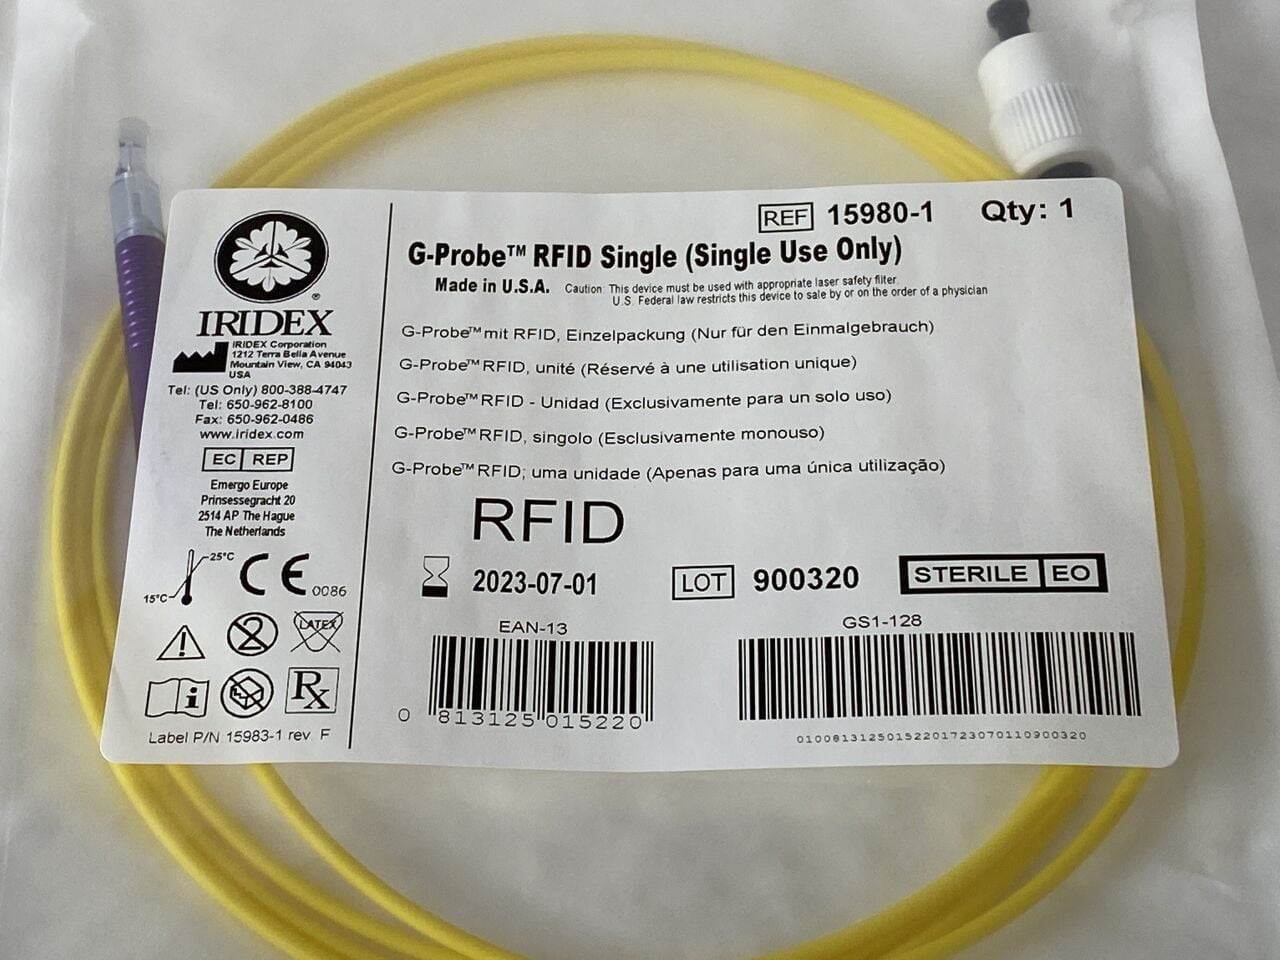 IRIDEX
®
IRIDEX Corporation
1212 Terra Bella Avenue
Mountain View, CA 94043
USA
Tel: (US Only) 800-388-4747
Tel: 650-962-8100
Fax: 650-962-0486
www.iridex.com
EC REP
Emergo Europe
Prinsessegracht 20
2514 AP The Hague
The Netherlands
25°C
15°C
CE 0086
2
LATEX
i
Rx
Label P/N 15983-1 rev F
REF 15980-1 Qty: 1
G-Probe™ RFID Single (Single Use Only)
Made in U.S.A. Caution: This device must be used with appropriate laser safety filter.
U.S. Federal law restricts this device to sale by or on the order of a physician
G-Probe™ mit RFID, Einzelpackung (Nur für den Einmalgebrauch)
G-Probe™ RFID, unité (Réservé à une utilisation unique)
G-Probe™ RFID - Unidad (Exclusivamente para un solo uso)
G-Probe™ RFID, singolo (Esclusivamente monouso)
G-Probe™ RFID; uma unidade (Apenas para uma única utilização)
RFID
2023-07-01 LOT 900320 STERILE EO
EAN-13 GS1-128
0 813125 015220
01008131250152201723070110900320